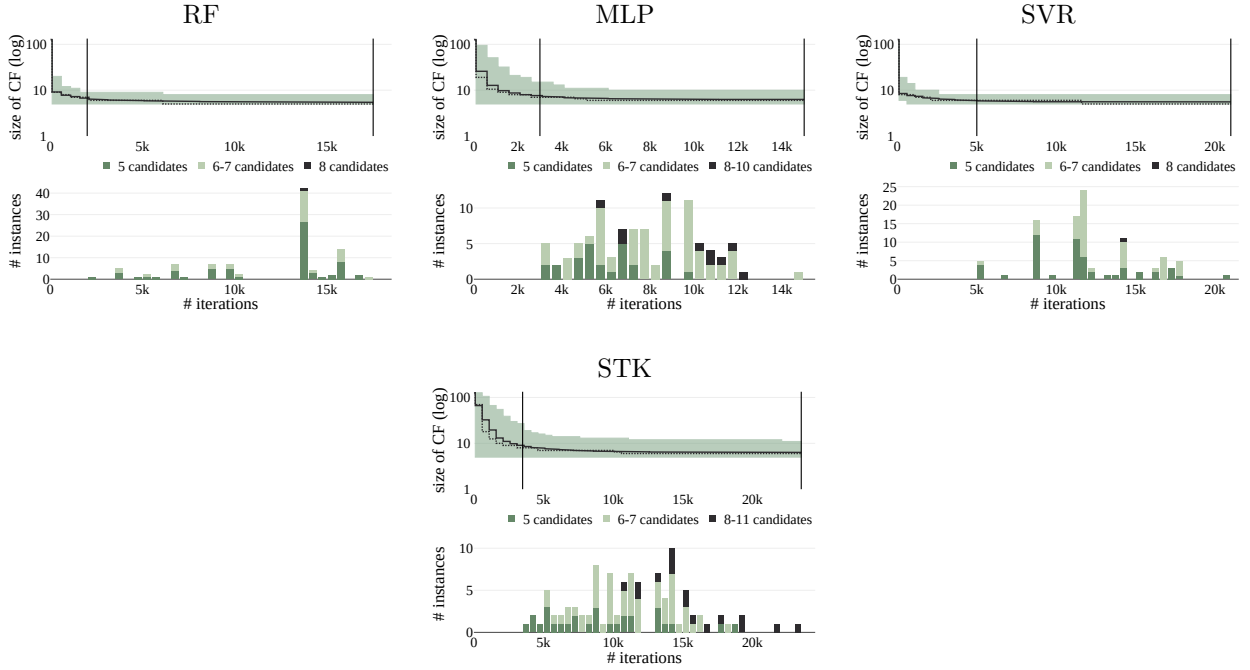 RF
size of CF (log)
100
10
1
0 5k 10k 15k
5 candidates 6-7 candidates 8 candidates
# instances
40
30
20
10
0
5k 10k 15k
# iterations
MLP
size of CF (log)
100
10
1
0 2k 4k 6k 8k 10k 12k 14k
5 candidates 6-7 candidates 8-10 candidates
# instances
10
5
0
0 2k 4k 6k 8k 10k 12k 14k
# iterations
SVR
size of CF (log)
100
10
1
0 5k 10k 15k 20k
5 candidates 6-7 candidates 8 candidates
# instances
25
20
15
10
5
0
0 5k 10k 15k 20k
# iterations
STK
size of CF (log)
100
10
1
0 5k 10k 15k 20k
5 candidates 6-7 candidates 8-11 candidates
# instances
10
5
0
0 5k 10k 15k 20k
# iterations